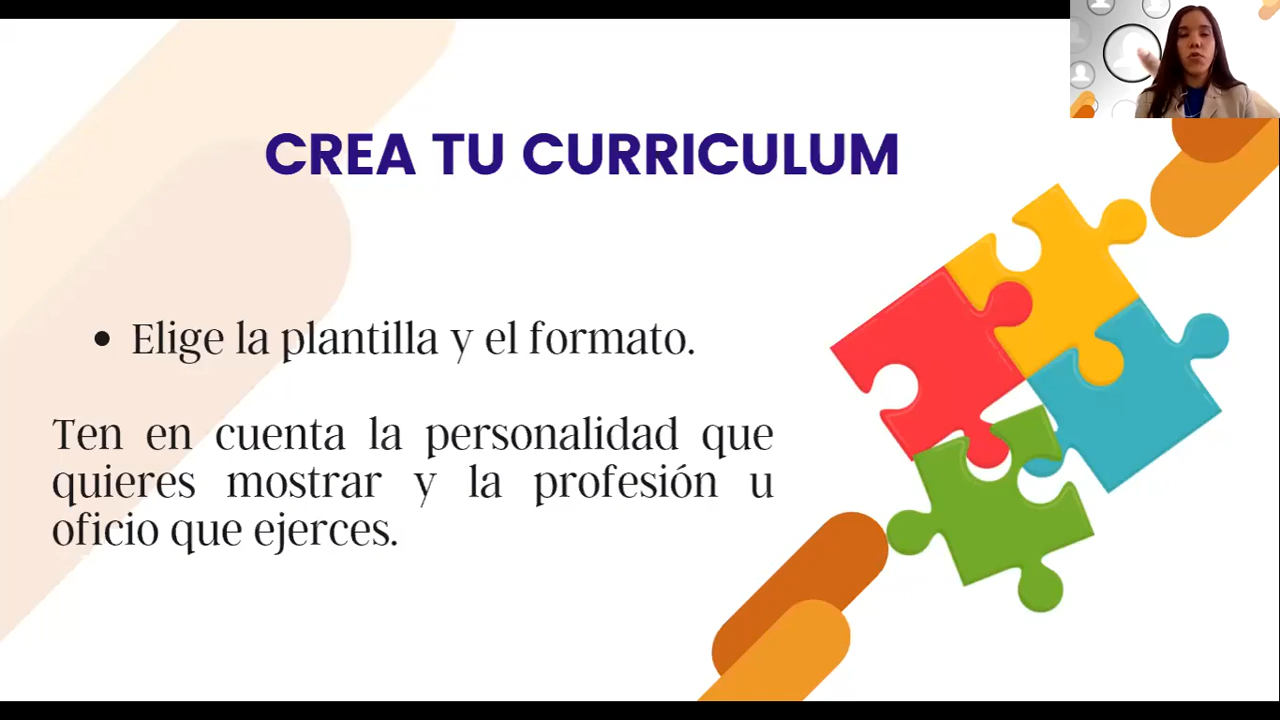 CREA TU CURRICULUM
• Elige la plantilla y el formato.
Ten en cuenta la personalidad que
quieres mostrar y la profesión u
oficio que ejerces.